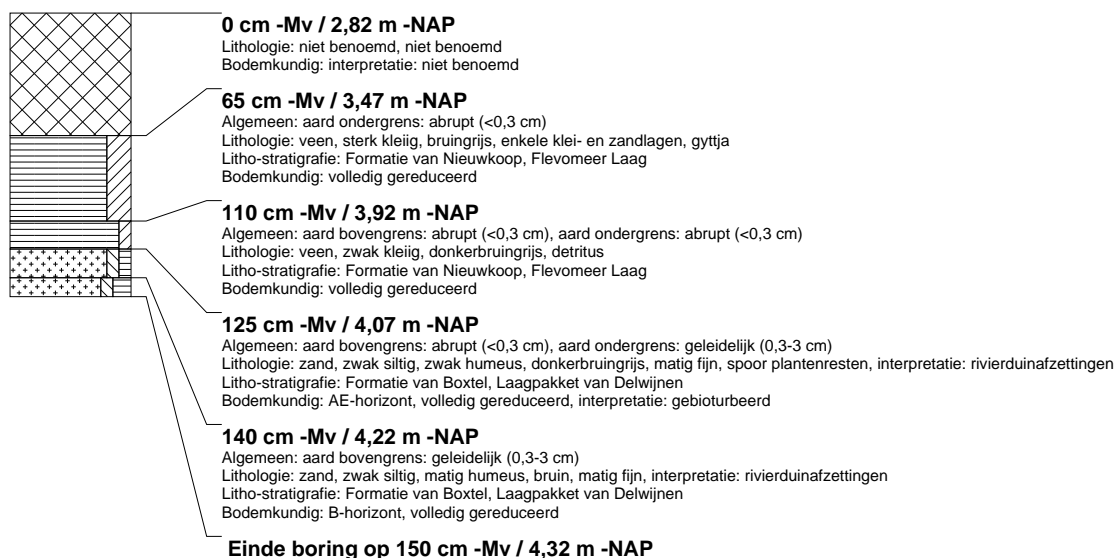 0 cm -Mv / 2,82 m -NAP
Lithologie: niet benoemd, niet benoemd
Bodemkundig: interpretatie: niet benoemd
65 cm -Mv / 3,47 m -NAP
Algemeen: aard ondergrens: abrupt (<0,3 cm)
Lithologie: veen, sterk kleiig, bruingrijs, enkele klei- en zandlagen, gyttja
Litho-stratigrafie: Formatie van Nieuwkoop, Flevomeer Laag
Bodemkundig: volledig gereduceerd
110 cm -Mv / 3,92 m -NAP
Algemeen: aard bovengrens: abrupt (<0,3 cm), aard ondergrens: abrupt (<0,3 cm)
Lithologie: veen, zwak kleiig, donkerbruingrijs, detritus
Litho-stratigrafie: Formatie van Nieuwkoop, Flevomeer Laag
Bodemkundig: volledig gereduceerd
125 cm -Mv / 4,07 m -NAP
Algemeen: aard bovengrens: abrupt (<0,3 cm), aard ondergrens: geleidelijk (0,3-3 cm)
Lithologie: zand, zwak siltig, zwak humeus, donkerbruingrijs, matig fijn, spoor plantenresten, interpretatie: rivierduinafzettingen
Litho-stratigrafie: Formatie van Boxtel, Laagpakket van Delwijnen
Bodemkundig: AE-horizont, volledig gereduceerd, interpretatie: gebioturbeerd
140 cm -Mv / 4,22 m -NAP
Algemeen: aard bovengrens: geleidelijk (0,3-3 cm)
Lithologie: zand, zwak siltig, matig humeus, bruin, matig fijn, interpretatie: rivierduinafzettingen
Litho-stratigrafie: Formatie van Boxtel, Laagpakket van Delwijnen
Bodemkundig: B-horizont, volledig gereduceerd
Einde boring op 150 cm -Mv / 4,32 m -NAP